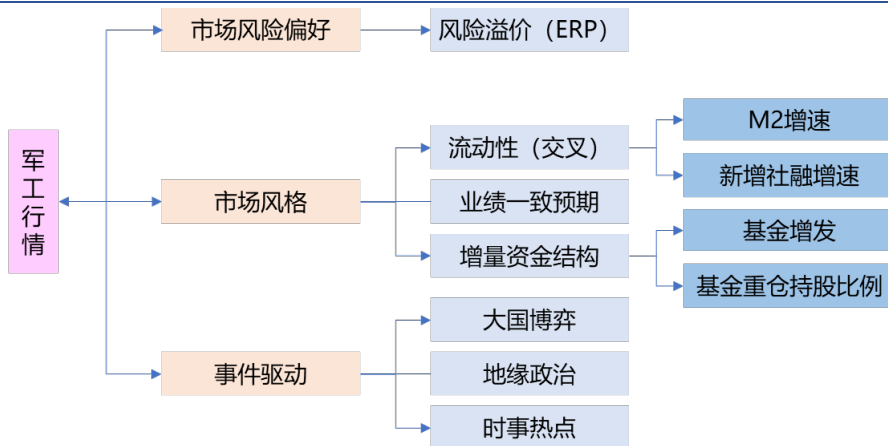 军工行情
市场风险偏好
风险溢价（ERP）
市场风格
流动性（交叉）
M2增速
新增社融增速
业绩一致预期
增量资金结构
基金增发
基金重仓持股比例
事件驱动
大国博弈
地缘政治
时事热点